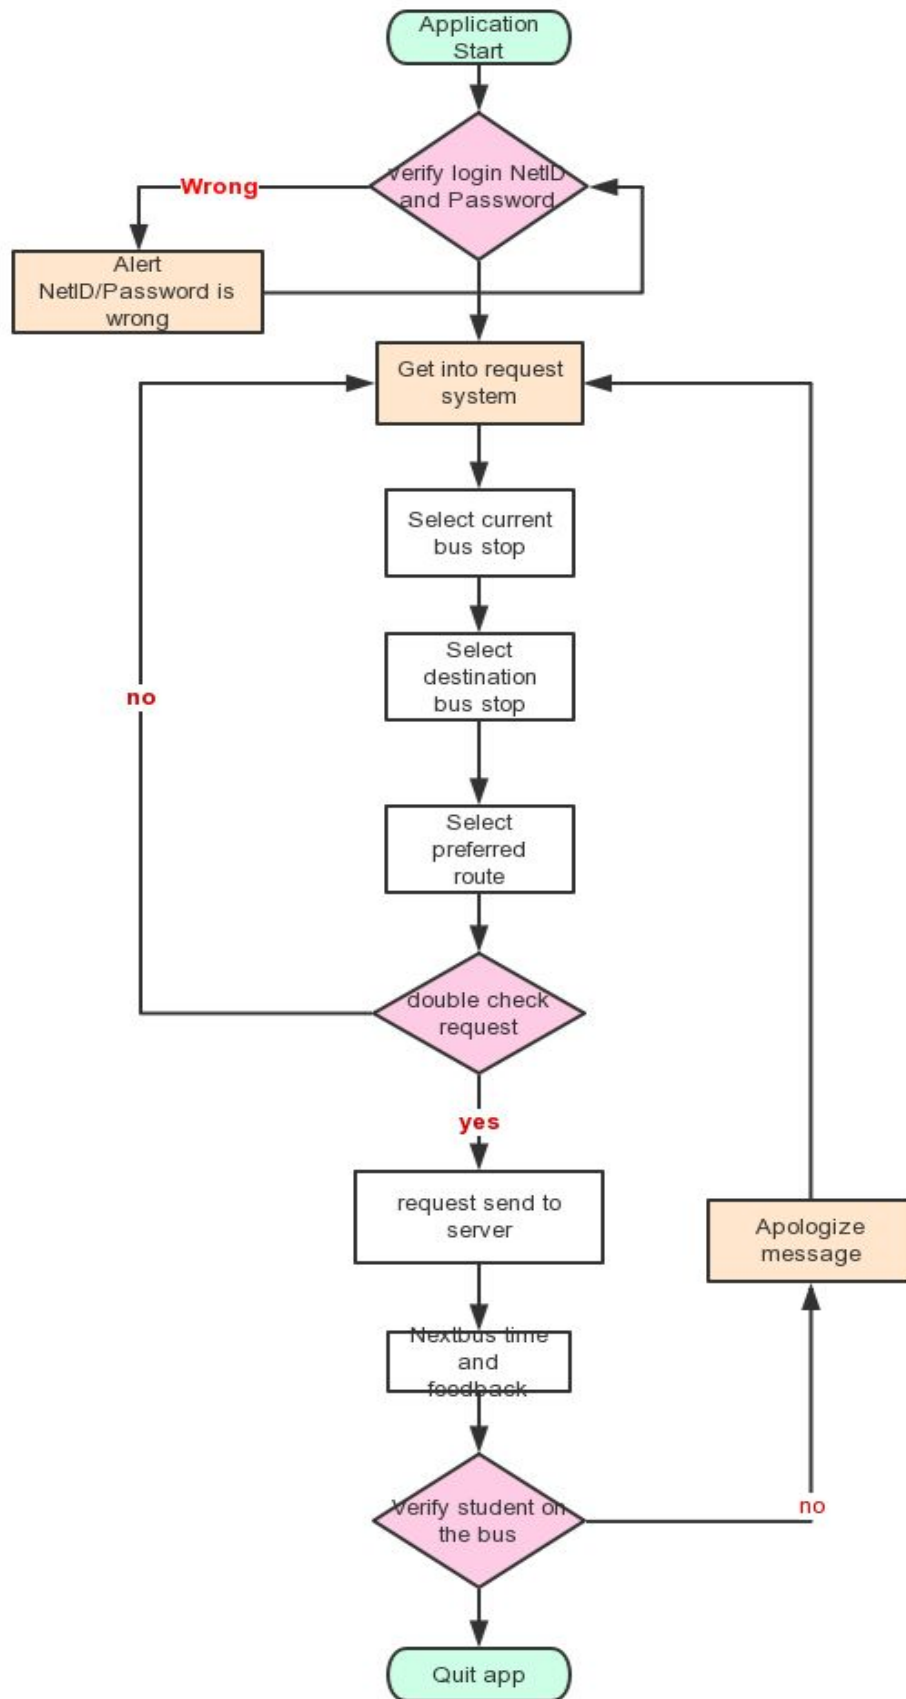 Application
Start
Verify login NetID
and Password
Wrong
Alert
NetID/Password is
wrong
Get into request
system
Select current
bus stop
Select
destination
bus stop
no
Select
preferred
route
double check
request
yes
request send to
server
Apologize
message
Nextbus time
and
feedback
Verify student on
the bus
no
Quit app